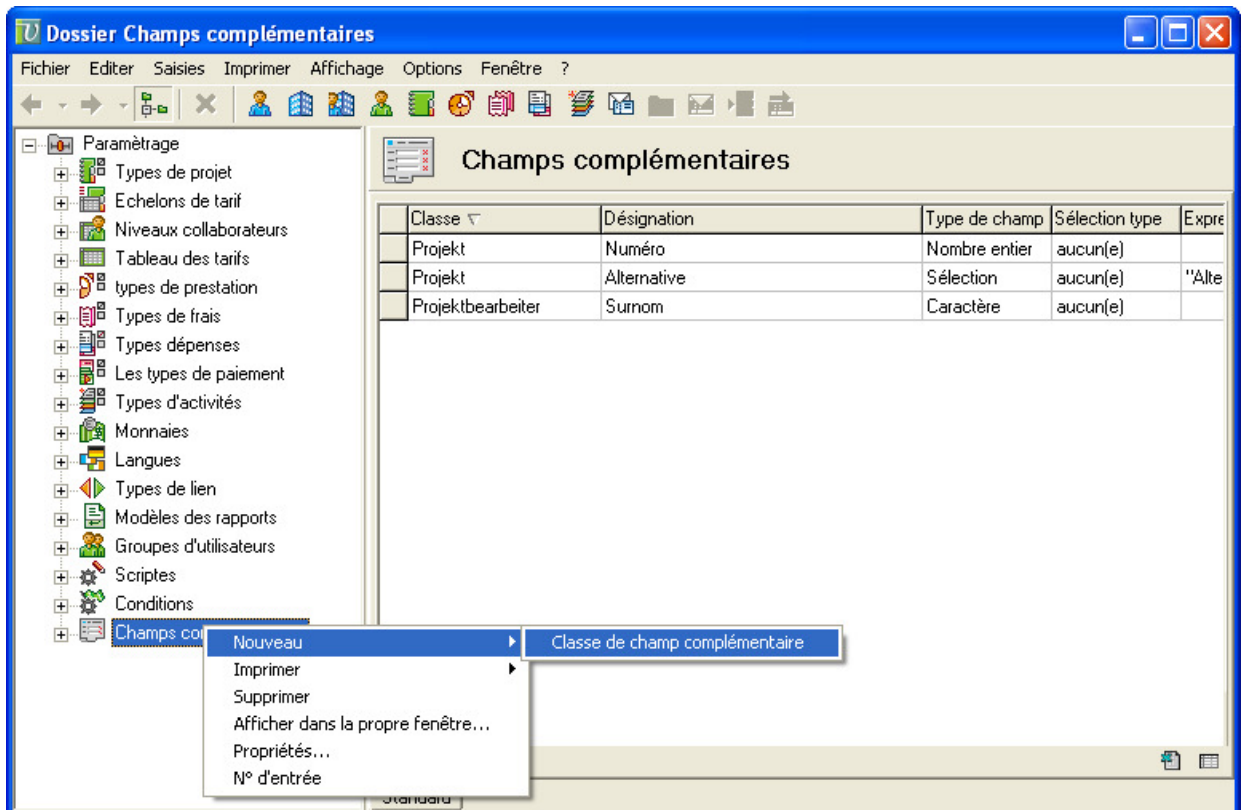 Dossier Champs complémentaires
Fichier Editer Saisies Imprimer Affichage Options Fenêtre ?
Paramètrage
Types de projet
Echelons de tarif
Niveaux collaborateurs
Tableau des tarifs
types de prestation
Types de frais
Types dépenses
Les types de paiement
Types d'activités
Monnaies
Langues
Types de lien
Modèles des rapports
Groupes d'utilisateurs
Scriptes
Conditions
Champs co
Champs complémentaires
Classe Désignation Type de champ Sélection type Expre
Projekt Numéro Nombre entier aucun(e)
Projekt Alternative Sélection aucun(e) "Alte
Projektbearbeiter Surnom Caractère aucun(e)
Nouveau
Classe de champ complémentaire
Imprimer
Supprimer
Afficher dans la propre fenêtre...
Propriétés...
N° d'entrée
Standard